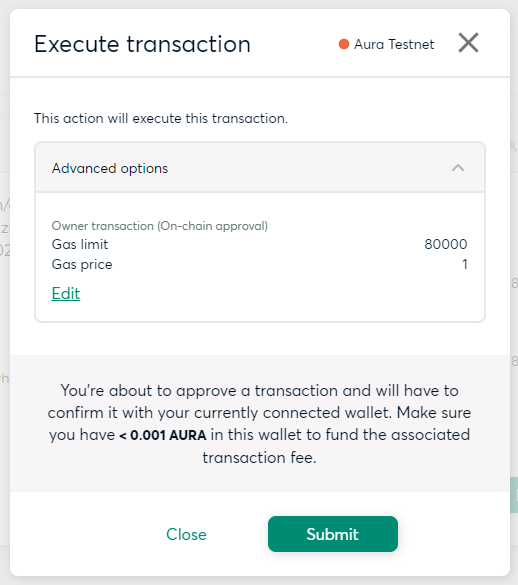 Execute transaction
Aura Testnet
This action will execute this transaction.
Advanced options
Owner transaction (On-chain approval)
Gas limit 80000
Gas price 1
Edit
You're about to approve a transaction and will have to
confirm it with your currently connected wallet. Make sure
you have < 0.001 AURA in this wallet to fund the associated
transaction fee.
Close
Submit